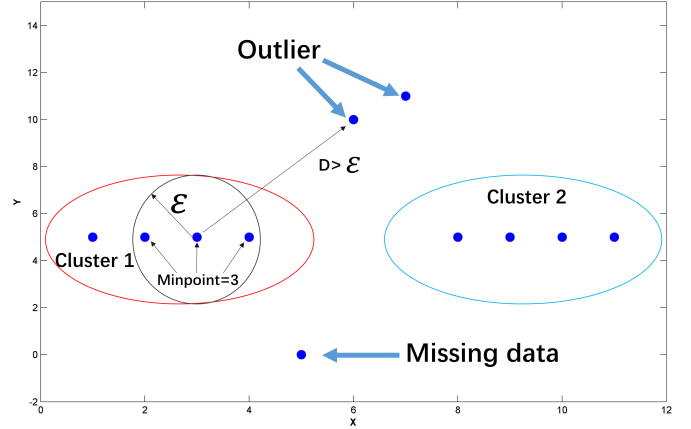 14
12
10
8
6
4
2
0
-2
Y
Outlier
D> ε
ε
Cluster 1
Minpoint=3
Cluster 2
Missing data
0
2
4
6
8
10
12
X